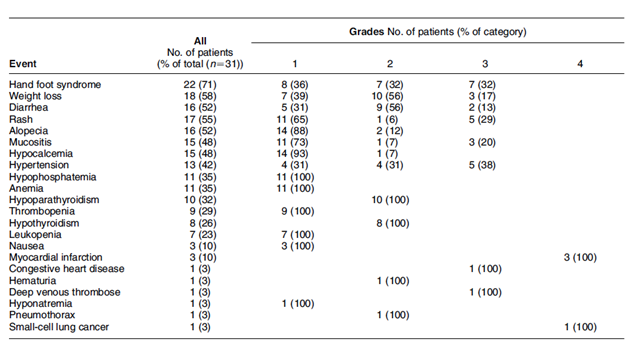 All Grades No. of patients (% of category)
No. of patients
Event (% of total (n=31)) 1 2 3 4
Hand foot syndrome 22 (71) 8 (36) 7 (32) 7 (32)
Weight loss 18 (58) 7 (39) 10 (56) 3 (17)
Diarrhea 16 (52) 5 (31) 9 (56) 2 (13)
Rash 17 (55) 11 (65) 1 (6) 5 (29)
Alopecia 16 (52) 14 (88) 2 (12)
Mucositis 15 (48) 11 (73) 1 (7) 3 (20)
Hypocalcemia 15 (48) 14 (93) 1 (7)
Hypertension 13 (42) 4 (31) 4 (31) 5 (38)
Hypophosphatemia 11 (35) 11 (100)
Anemia 11 (35) 11 (100)
Hypoparathyroidism 10 (32) 10 (100)
Thrombopenia 9 (29) 9 (100)
Hypothyroidism 8 (26) 8 (100)
Leukopenia 7 (23) 7 (100)
Nausea 3 (10) 3 (100)
Myocardial infarction 3 (10) 3 (100)
Congestive heart disease 1 (3) 1 (100)
Hematuria 1 (3) 1 (100)
Deep venous thrombose 1 (3) 1 (100)
Hyponatremia 1 (3) 1 (100)
Pneumothorax 1 (3) 1 (100)
Small-cell lung cancer 1 (3) 1 (100)